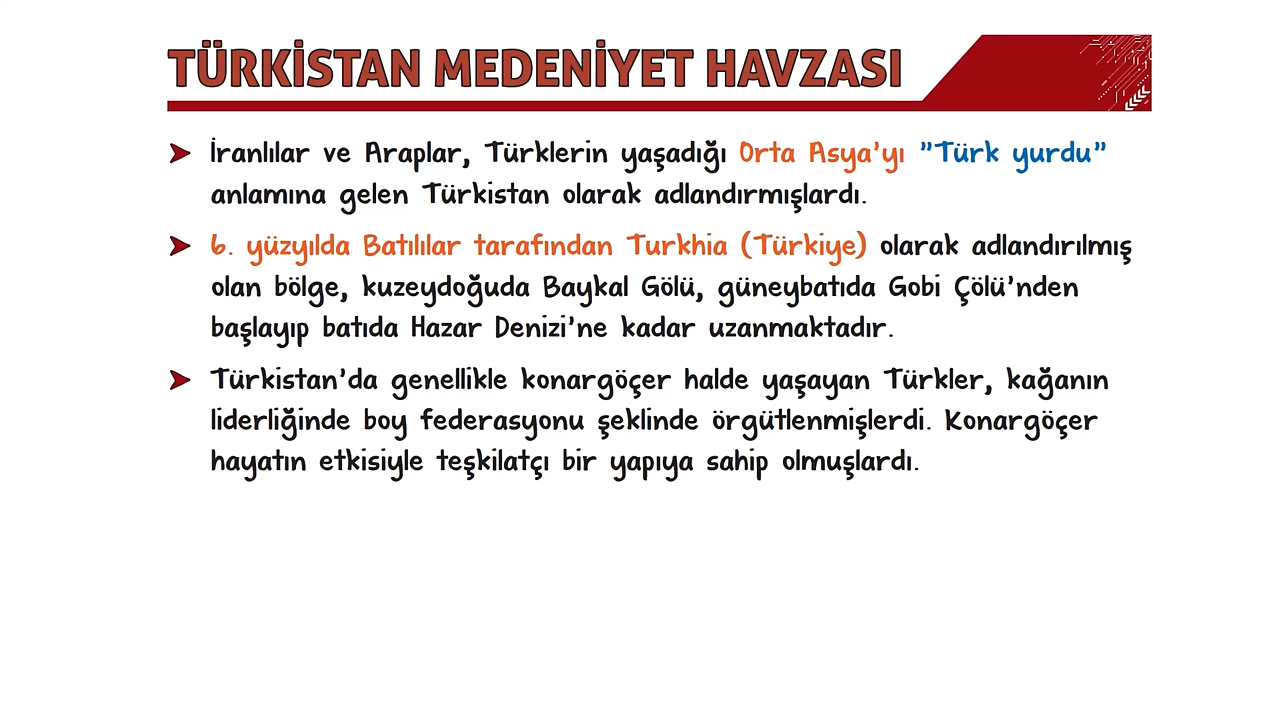 TÜRKİSTAN MEDENİYET HAVZASI
İranlılar ve Araplar, Türklerin yaşadığı Orta Asya'yı "Türk yurdu"
anlamına gelen Türkistan olarak adlandırmışlardı.
6. yüzyılda Batılılar tarafından Turkhia (Türkiye) olarak adlandırılmış
olan bölge, kuzeydoğuda Baykal Gölü, güneybatıda Gobi Çölü'nden
başlayıp batıda Hazar Denizi'ne kadar uzanmaktadır.
Türkistan'da genellikle konargöçer halde yaşayan Türkler, kağanın
liderliğinde boy federasyonu şeklinde örgütlenmişlerdi. Konargöçer
hayatın etkisiyle teşkilatçı bir yapıya sahip olmuşlardı.